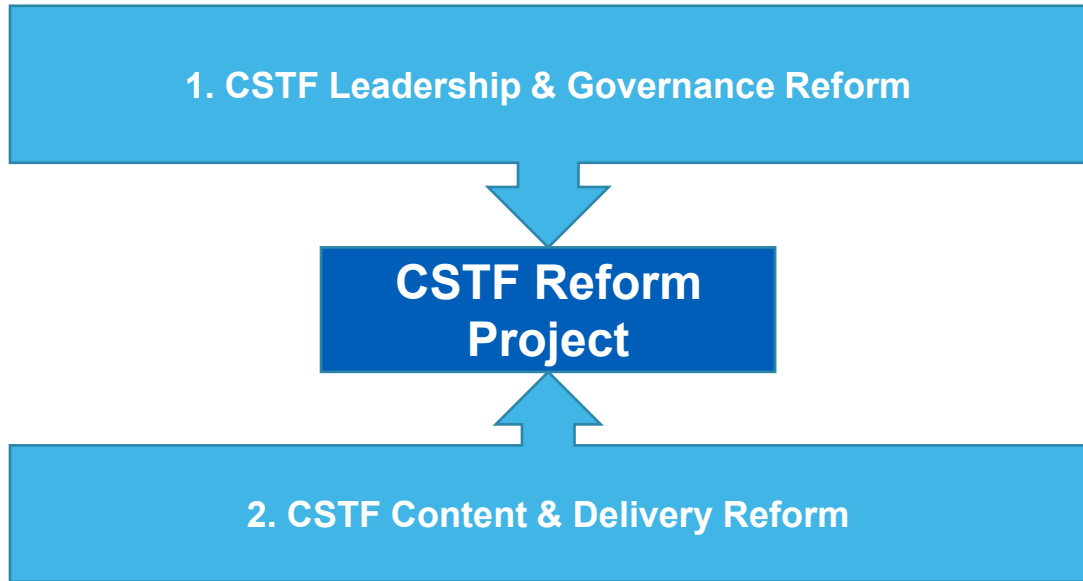 1. CSTF Leadership & Governance Reform
CSTF Reform
Project
2. CSTF Content & Delivery Reform